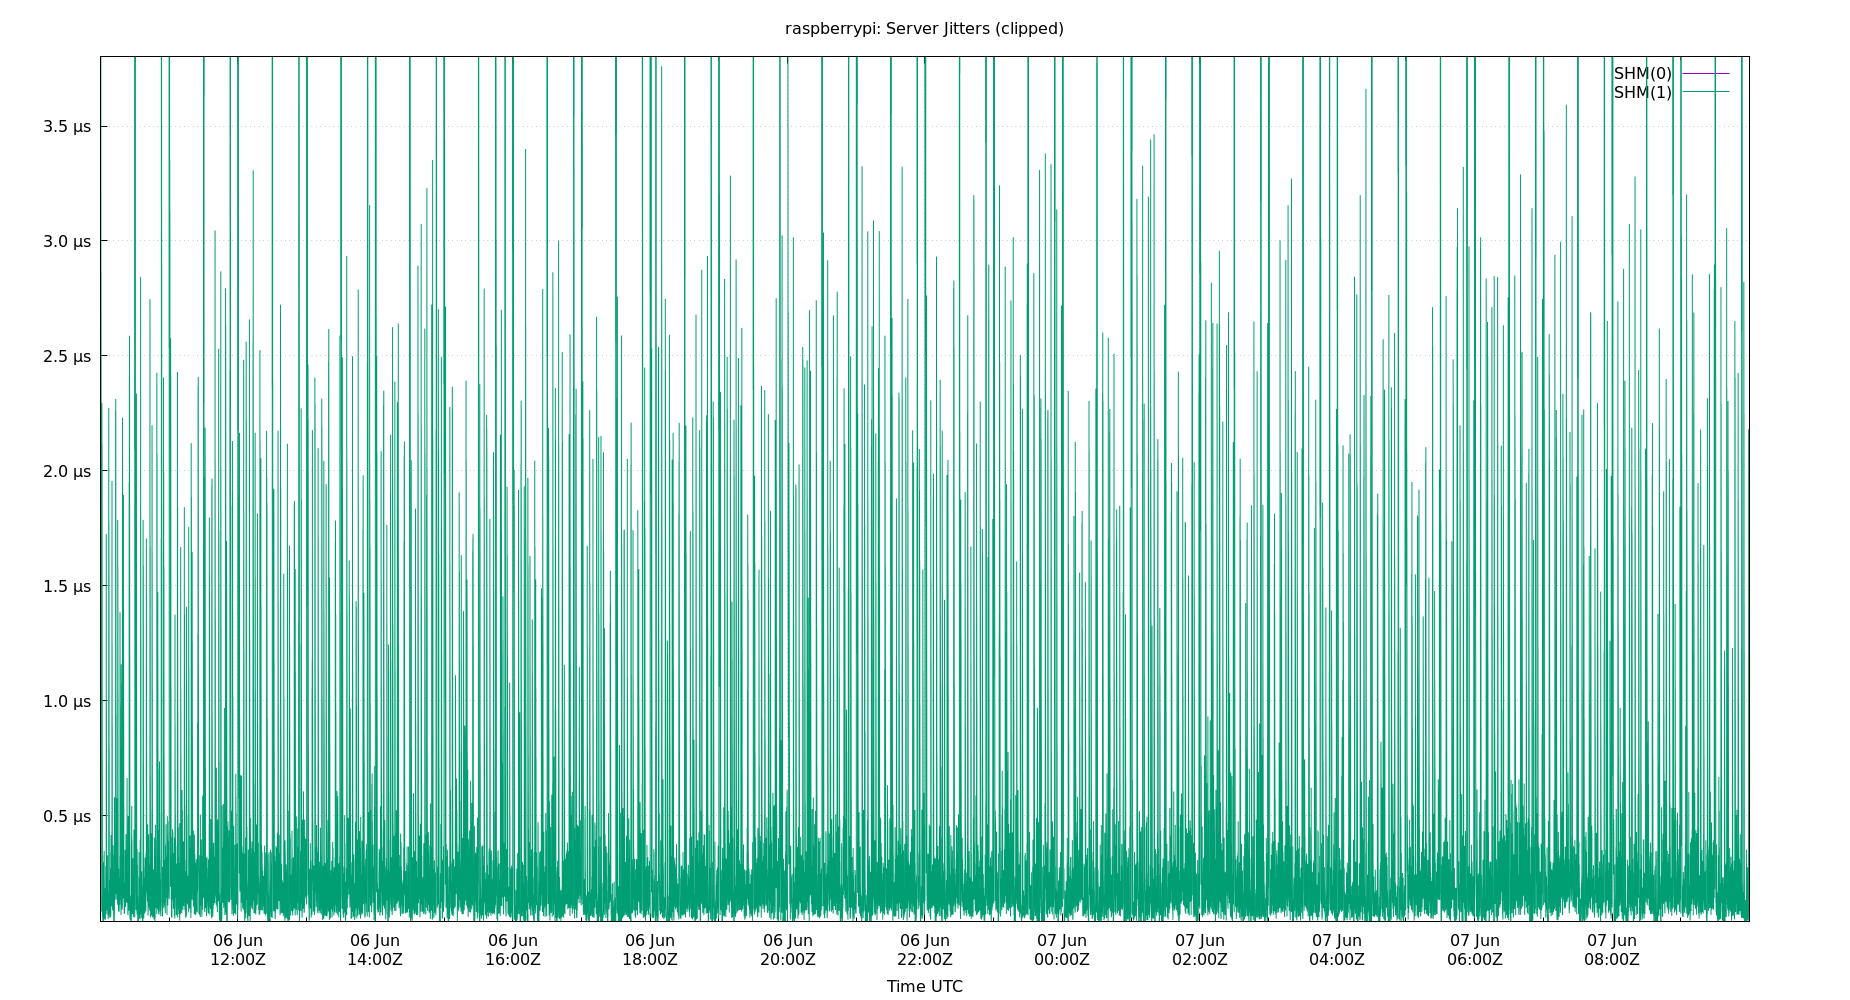 raspberrypi: Server Jitters (clipped)
SHM(0)
SHM(1)
3.5 µs
3.0 µs
2.5 µs
2.0 µs
1.5 µs
1.0 µs
0.5 µs
06 Jun 06 Jun 06 Jun 06 Jun 06 Jun 06 Jun 07 Jun 07 Jun 07 Jun 07 Jun 07 Jun
12:00Z 14:00Z 16:00Z 18:00Z 20:00Z 22:00Z 00:00Z 02:00Z 04:00Z 06:00Z 08:00Z
Time UTC